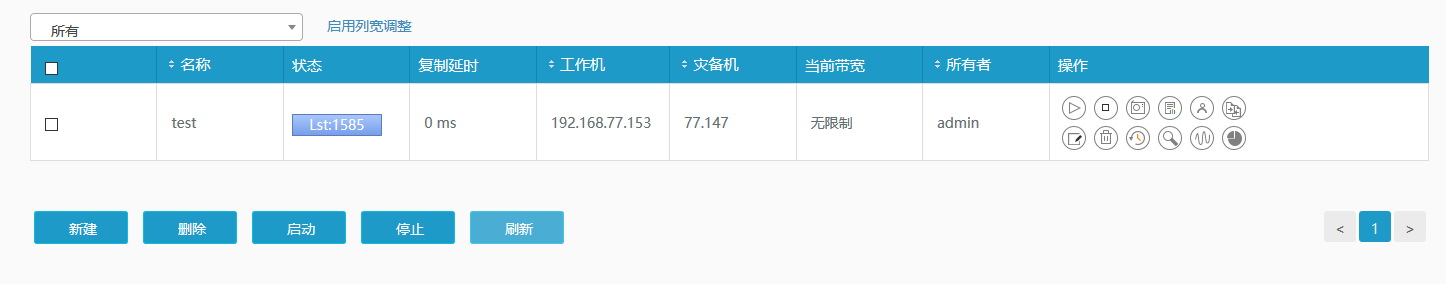 所有 启用列宽调整
名称 状态 复制延时 工作机 灾备机 当前带宽 所有者 操作
test Lst:1585 0 ms 192.168.77.153 77.147 无限制 admin
新建 删除 启动 停止 刷新 < 1 >